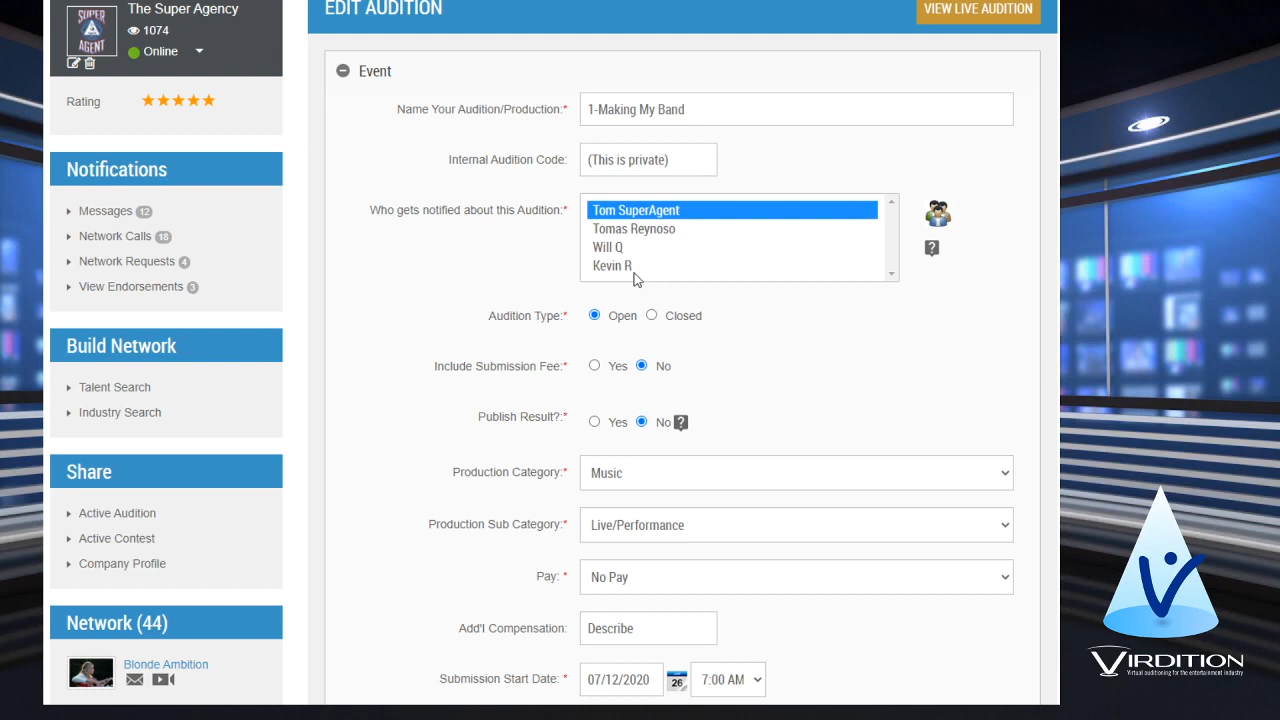 The Super Agency
SUPER
AGENT
1074
Online
Rating
Notifications
Messages 12
Network Calls 18
Network Requests 4
View Endorsements 3
Build Network
Talent Search
Industry Search
Share
Active Audition
Active Contest
Company Profile
Network (44)
Blonde Ambition
EDIT AUDITION
VIEW LIVE AUDITION
Event
Name Your Audition/Production:* 1-Making My Band
Internal Audition Code: (This is private)
Who gets notified about this Audition:* Tom SuperAgent
Tomas Reynoso
Will Q
Kevin R
?
Audition Type:* Open Closed
Include Submission Fee:* Yes No
Publish Result?:* Yes No ?
Production Category:* Music
Production Sub Category:* Live/Performance
Pay: * No Pay
Add'l Compensation: Describe
Submission Start Date: * 07/12/2020 26 7:00 AM
VIRDITION
Virtual auditioning for the entertainment industry